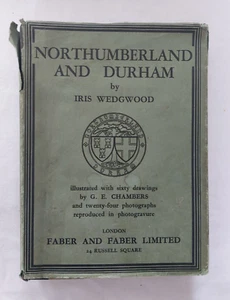 NORTHUMBERLAND
AND DURHAM
by
IRIS WEDGWOOD
illustrated with sixty drawings
by G. E. CHAMBERS
and twenty-four photographs
reproduced in photogravure
LONDON
FABER AND FABER LIMITED
24 RUSSELL SQUARE